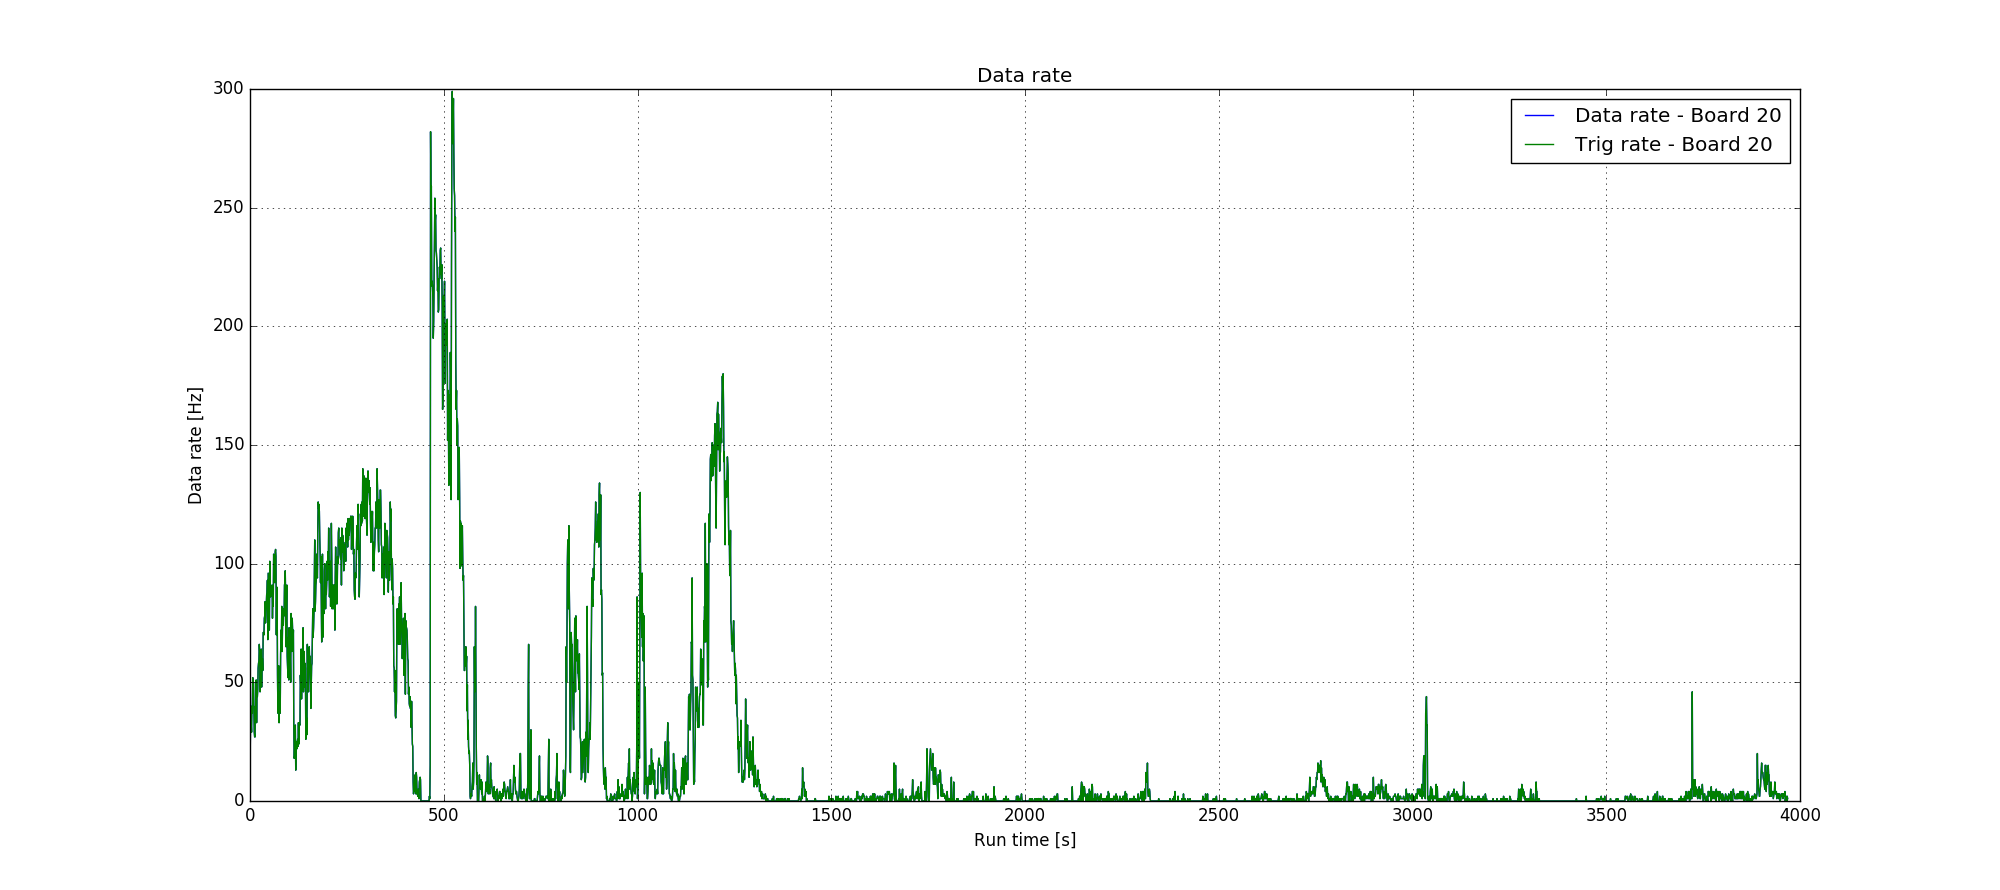 Data rate
300
250
200
150
100
50
0
Data rate [Hz]
Data rate - Board 20
Trig rate - Board 20
0 500 1000 1500 2000 2500 3000 3500 4000
Run time [s]